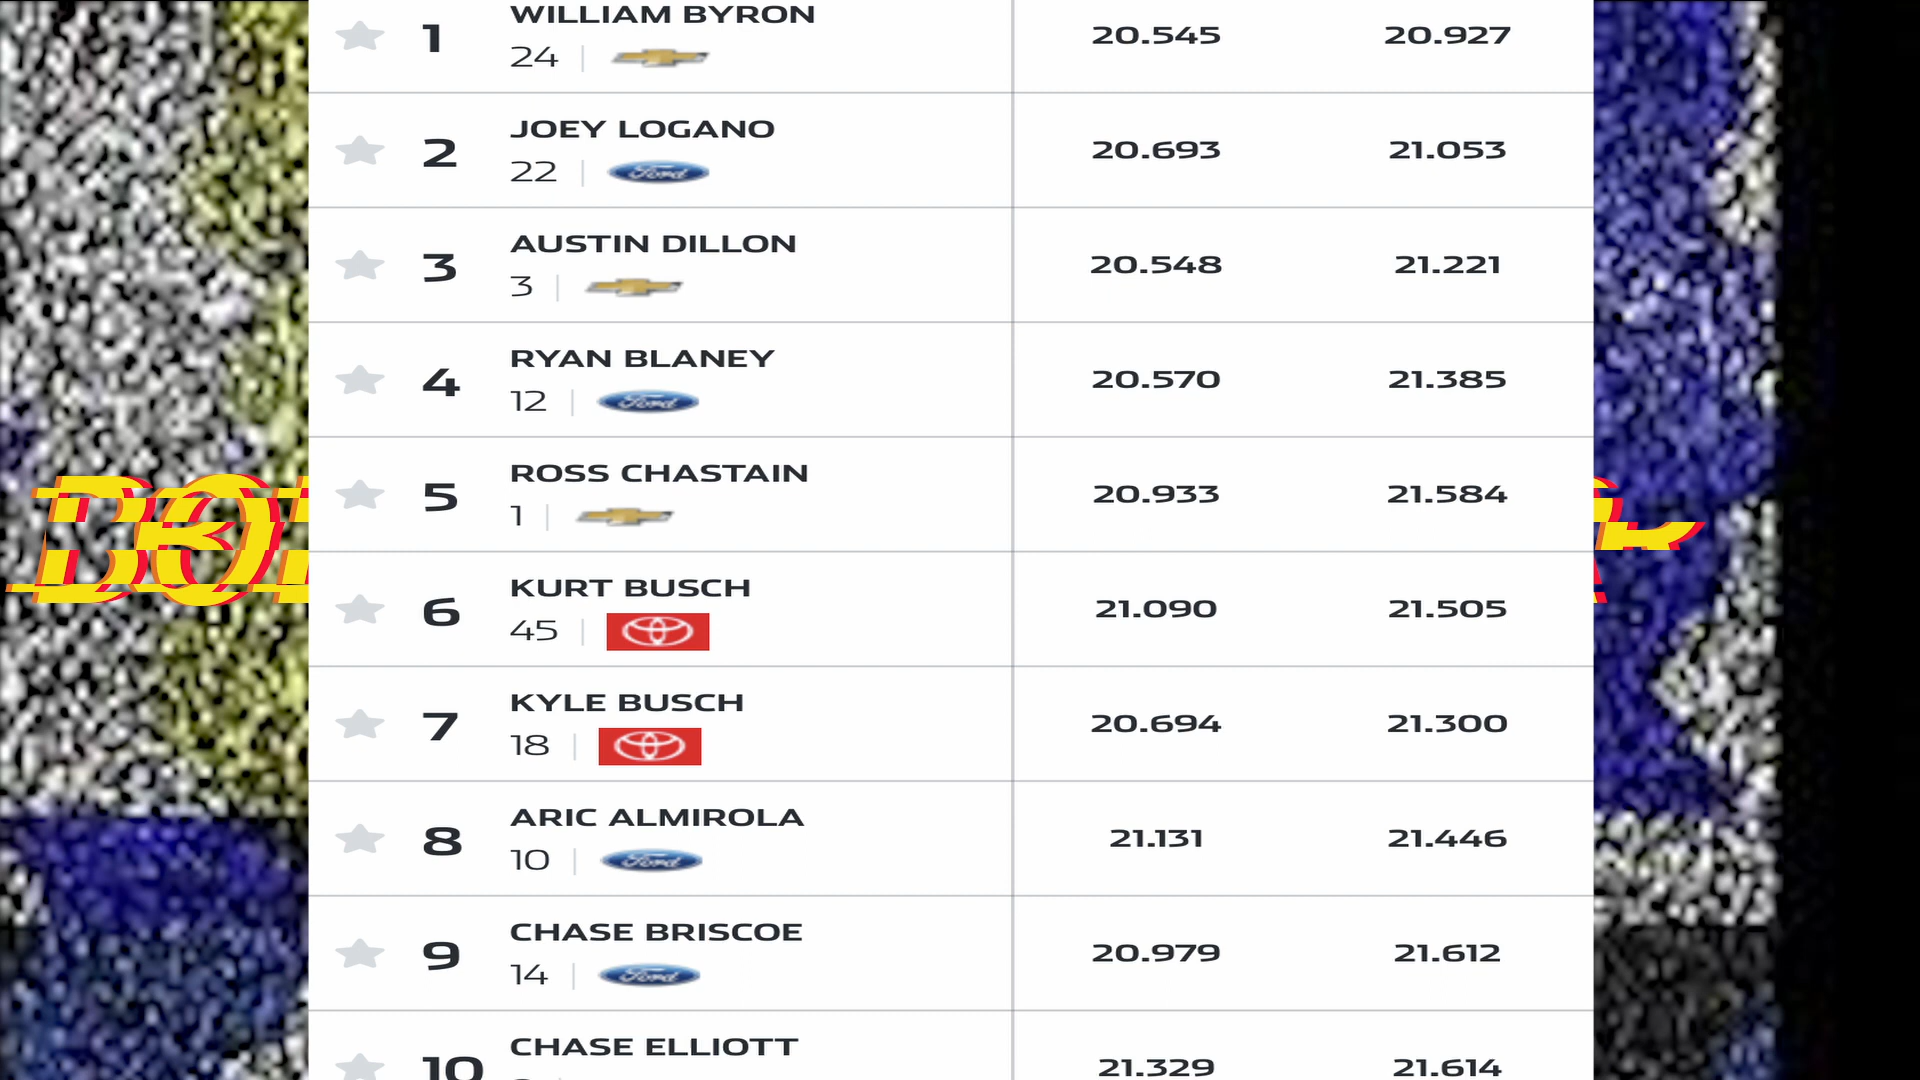 1 WILLIAM BYRON 20.545 20.927
24 |
2 JOEY LOGANO 20.693 21.053
22 | Ford
3 AUSTIN DILLON 20.548 21.221
3 |
4 RYAN BLANEY 20.570 21.385
12 | Ford
5 ROSS CHASTAIN 20.933 21.584
1 |
6 KURT BUSCH 21.090 21.505
45 |
7 KYLE BUSCH 20.694 21.300
18 |
8 ARIC ALMIROLA 21.131 21.446
10 | Ford
9 CHASE BRISCOE 20.979 21.612
14 | Ford
10 CHASE ELLIOTT 21.329 21.614